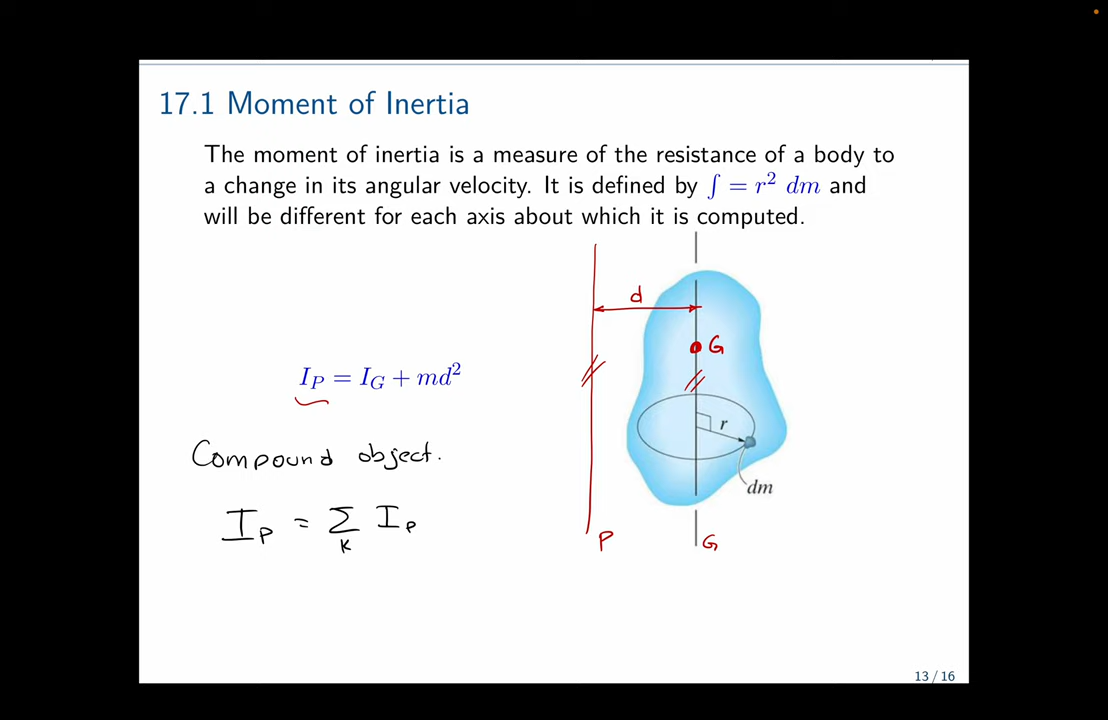 17.1 Moment of Inertia
The moment of inertia is a measure of the resistance of a body to
a change in its angular velocity. It is defined by ∫ = r² dm and
will be different for each axis about which it is computed.
d
G
I_P = I_G + md²
r
Compound object.
dm
I_P = Σ_K I_P
P
G
13 / 16